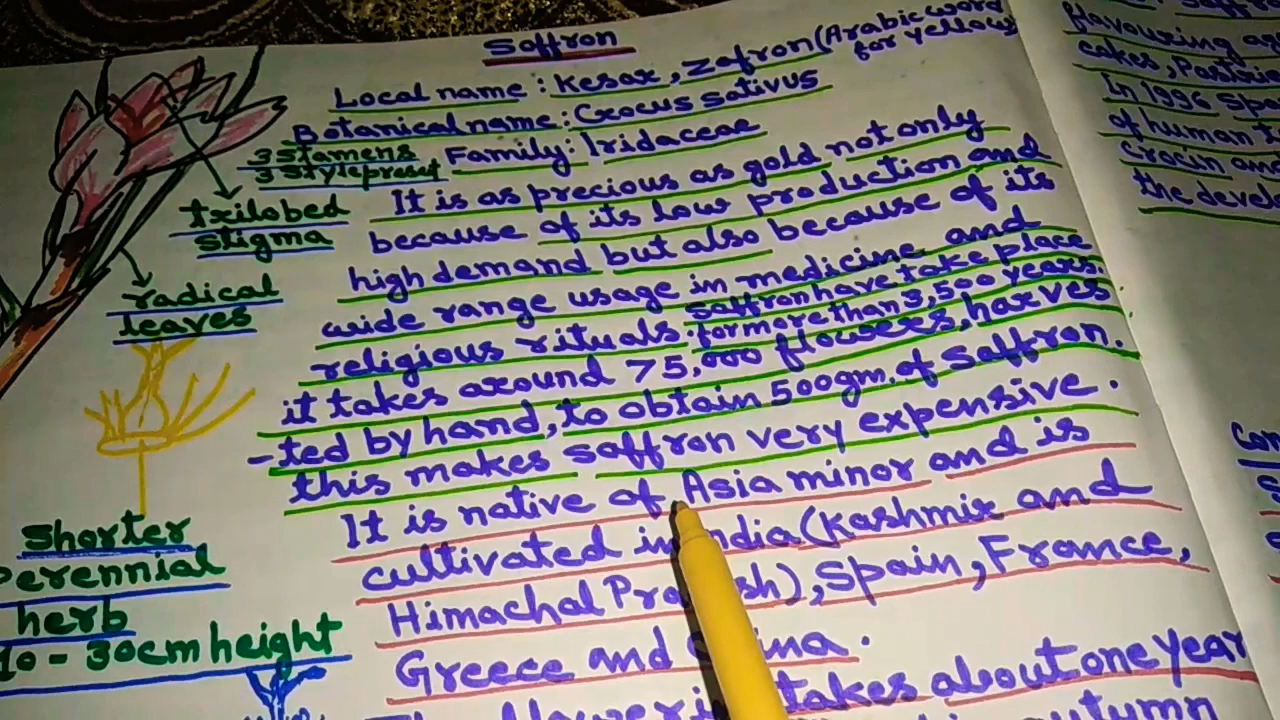 Saffron
Local name: Kesar, Zafron (Arabic word
for yellow)
Botanical name: Crocus sativus
3 Stamens
3 style present
Family: Iridaceae
trilobed
stigma
radical
leaves
Shorter
Perennial
herb
10-30cm height
It is as precious as gold not only
because of its low production and
high demand but also because of its
wide range usage in medicine and
religious rituals. saffron have take place
for more than 3,500 years.
it takes around 75,000 flowers, harves
-ted by hand, to obtain 500gm. of Saffron.
this makes saffron very expensive.
It is native of Asia minor and is
cultivated in India (Kashmir and
Himachal Pra sh), Spain, France,
Greece and ina.
takes about one year
autumn
flavouring ag
cakes, Pastri
In 1996 Spa
of human t
Crocin and
the devel